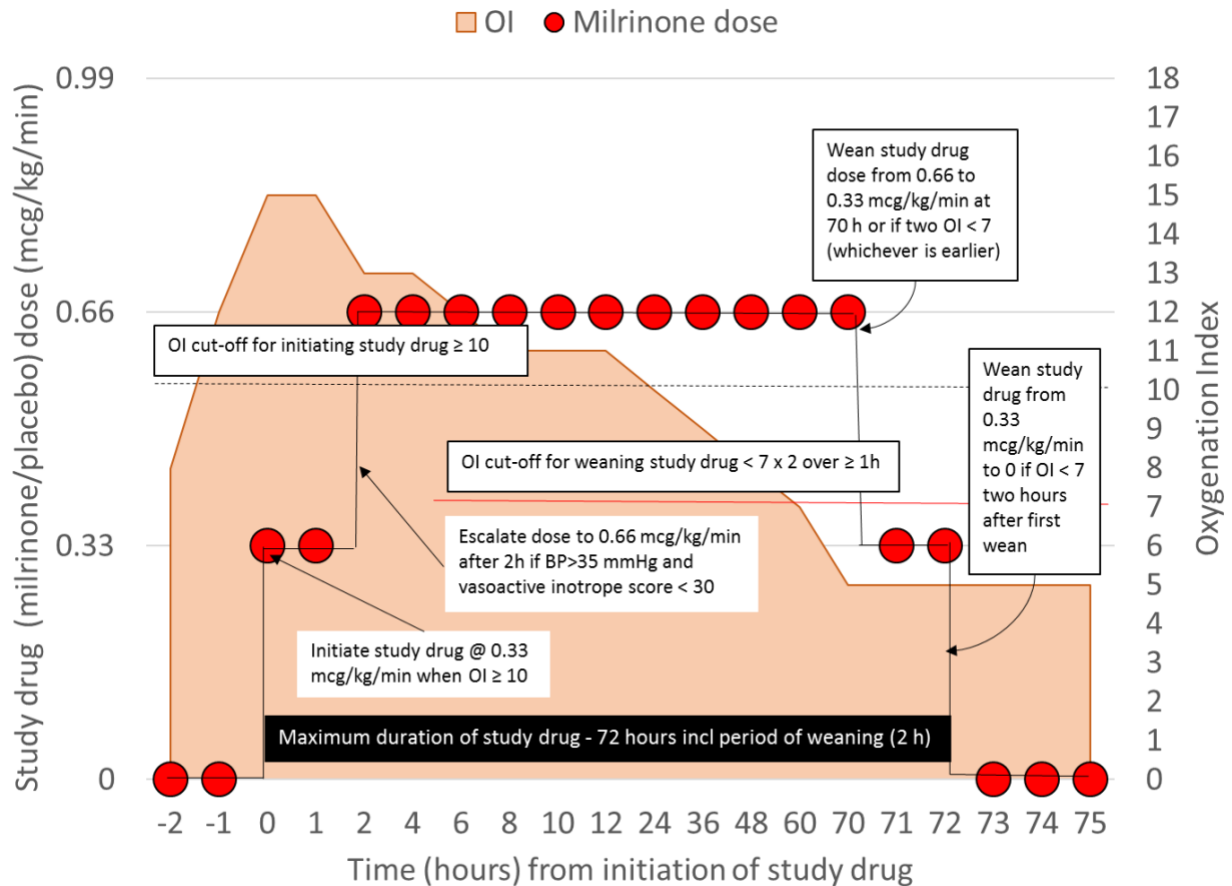 OI Milrinone dose
Study drug (milrinone/placebo) dose (mcg/kg/min)
0.99
0.66
0.33
0
18
17
16
15
14
13
12
11
10
9
8
7
6
5
4
3
2
1
0
Oxygenation Index
Wean study drug
dose from 0.66 to
0.33 mcg/kg/min at
70 h or if two OI < 7
(whichever is earlier)
OI cut-off for initiating study drug ≥ 10
Wean study
drug from
0.33
mcg/kg/min
to 0 if OI < 7
two hours
after first
wean
OI cut-off for weaning study drug < 7 x 2 over ≥ 1h
Escalate dose to 0.66 mcg/kg/min
after 2h if BP>35 mmHg and
vasoactive inotrope score < 30
Initiate study drug @ 0.33
mcg/kg/min when OI ≥ 10
Maximum duration of study drug - 72 hours incl period of weaning (2 h)
-2 -1 0 1 2 4 6 8 10 12 24 36 48 60 70 71 72 73 74 75
Time (hours) from initiation of study drug